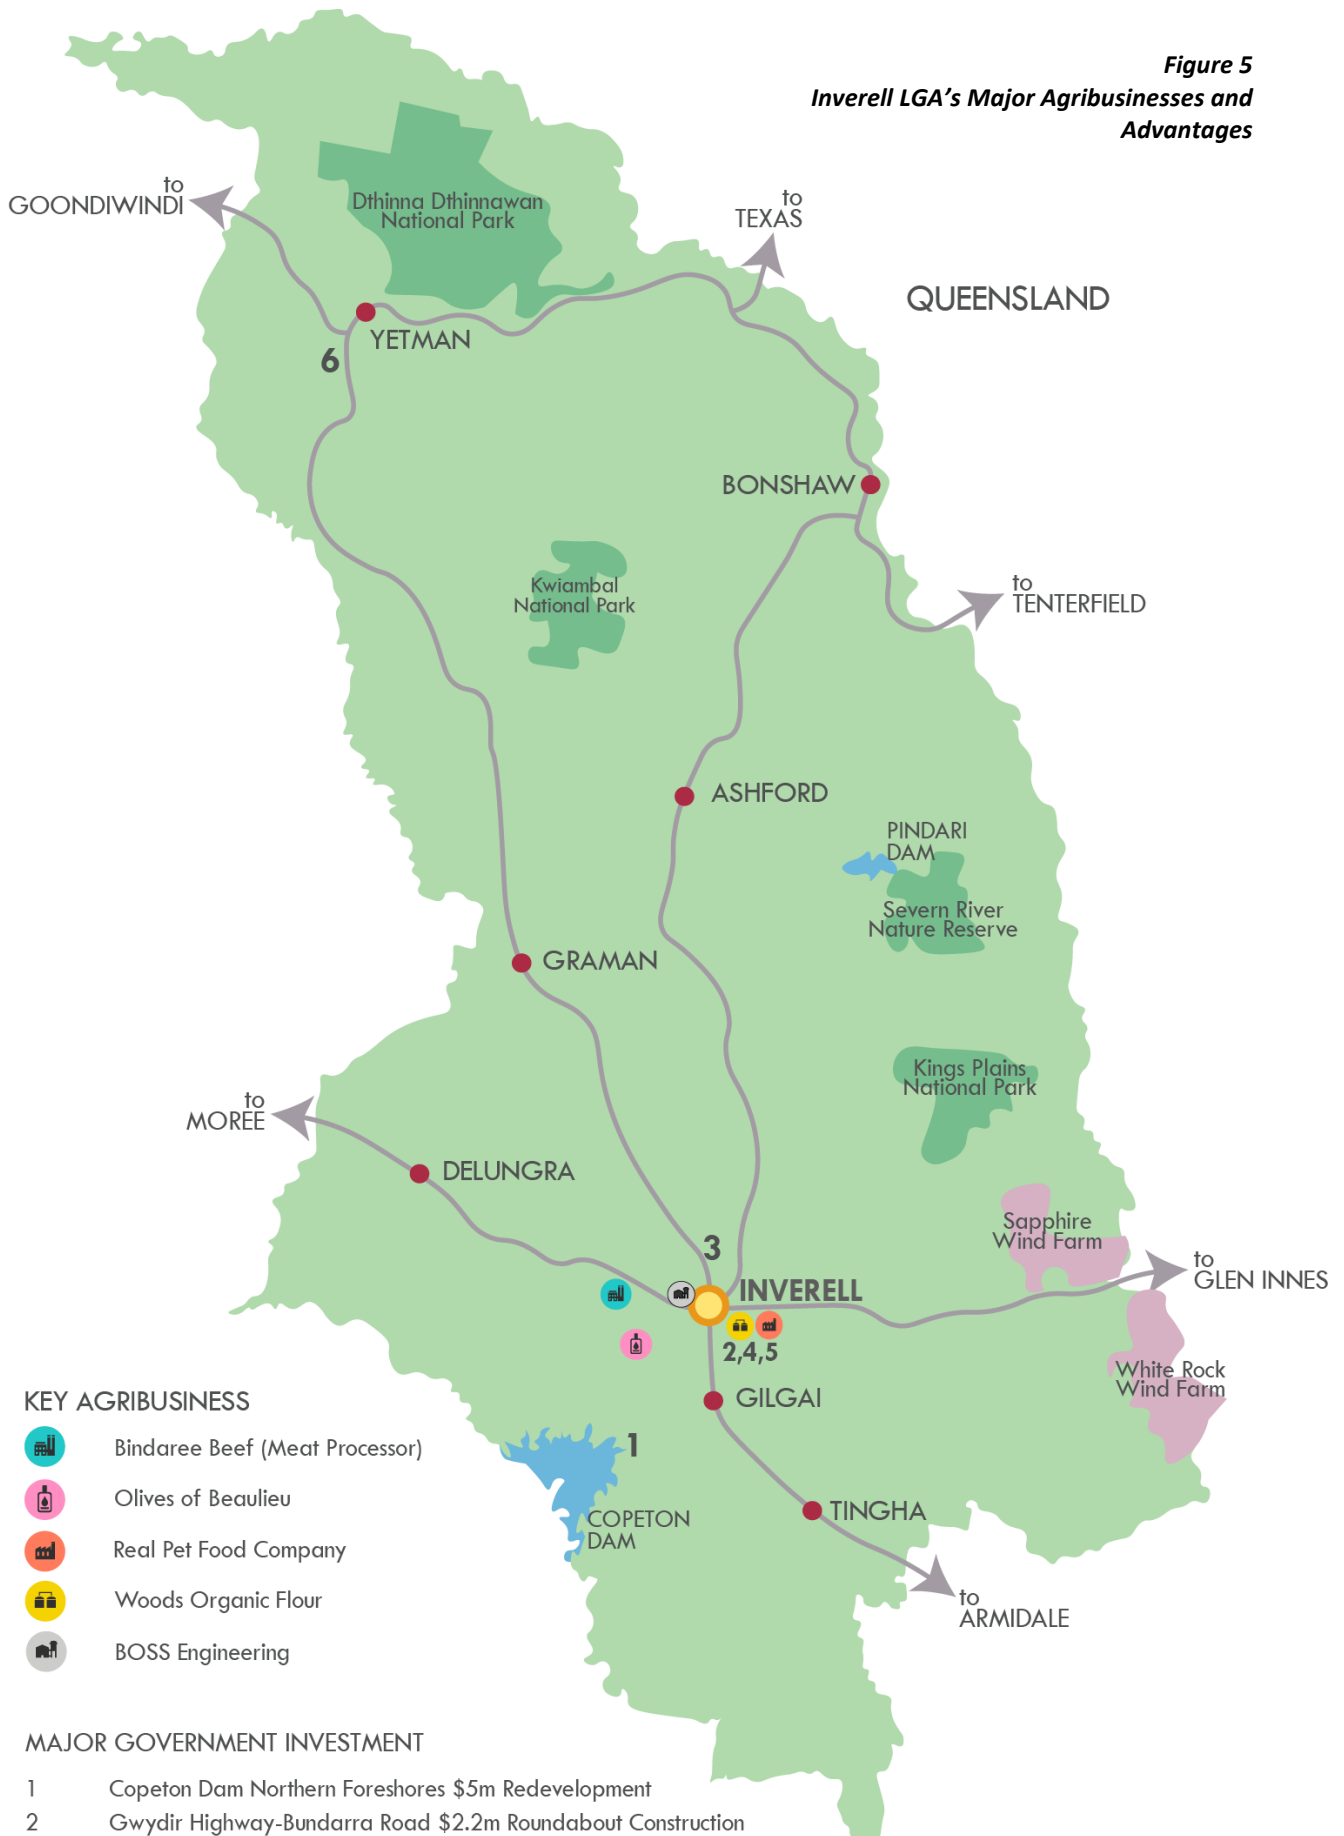 Figure 5
Inverell LGA’s Major Agribusinesses and
Advantages
to
GOONDIWINDI
Dthinna Dthinnawan
National Park
to
TEXAS
QUEENSLAND
YETMAN
6
BONSHAW
Kwiambal
National Park
to
TENTERFIELD
ASHFORD
PINDARI
DAM
Severn River
Nature Reserve
GRAMAN
Kings Plains
National Park
to
MOREE
DELUNGRA
Sapphire
Wind Farm
3
to
GLEN INNES
INVERELL
2,4,5
White Rock
Wind Farm
GILGAI
1
COPETON
DAM
TINGHA
to
ARMIDALE
KEY AGRIBUSINESS
Bindaree Beef (Meat Processor)
Olives of Beaulieu
Real Pet Food Company
Woods Organic Flour
BOSS Engineering
MAJOR GOVERNMENT INVESTMENT
1 Copeton Dam Northern Foreshores $5m Redevelopment
2 Gwydir Highway-Bundarra Road $2.2m Roundabout Construction